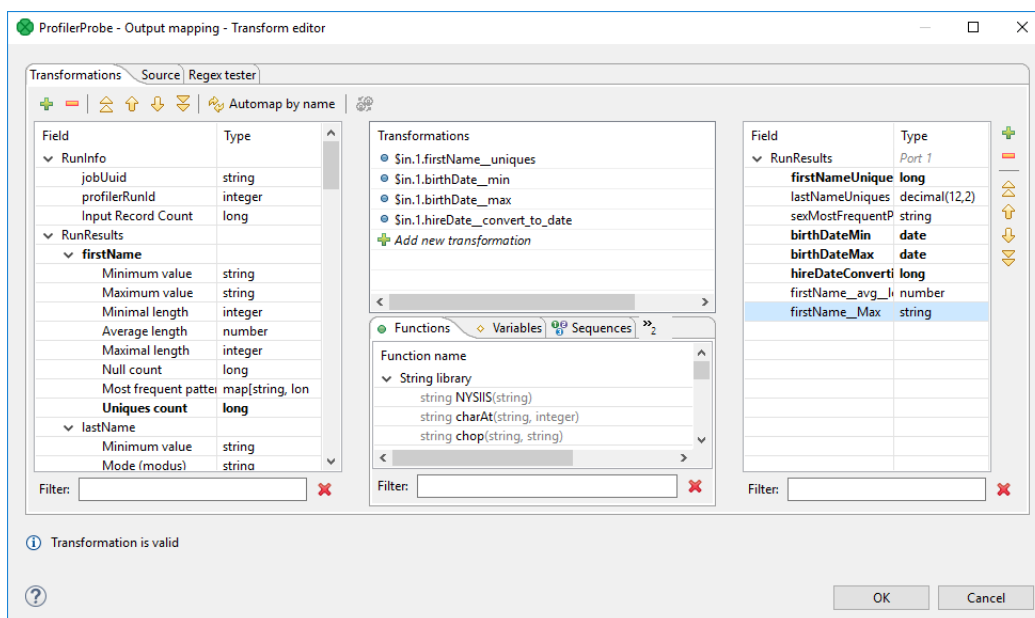 ProfilerProbe - Output mapping - Transform editor
Transformations Source Regex tester
Automap by name
Field Type
RunInfo
jobUuid string
profilerRunId integer
Input Record Count long
RunResults
firstName
Minimum value string
Maximum value string
Minimal length integer
Average length number
Maximal length integer
Null count long
Most frequent patter map[string, lon
Uniques count long
lastName
Minimum value string
Mode (modus) string
Filter:
Transformations
$in.1.firstName__uniques
$in.1.birthDate__min
$in.1.birthDate__max
$in.1.hireDate__convert_to_date
Add new transformation
Functions Variables Sequences »2
Function name
String library
string NYSIIS(string)
string charAt(string, integer)
string chop(string, string)
Filter:
Field Type
RunResults Port 1
firstNameUnique long
lastNameUniques decimal(12,2)
sexMostFrequentP string
birthDateMin date
birthDateMax date
hireDateConverti long
firstName__avg__l number
firstName__Max string
Filter:
Transformation is valid
OK Cancel